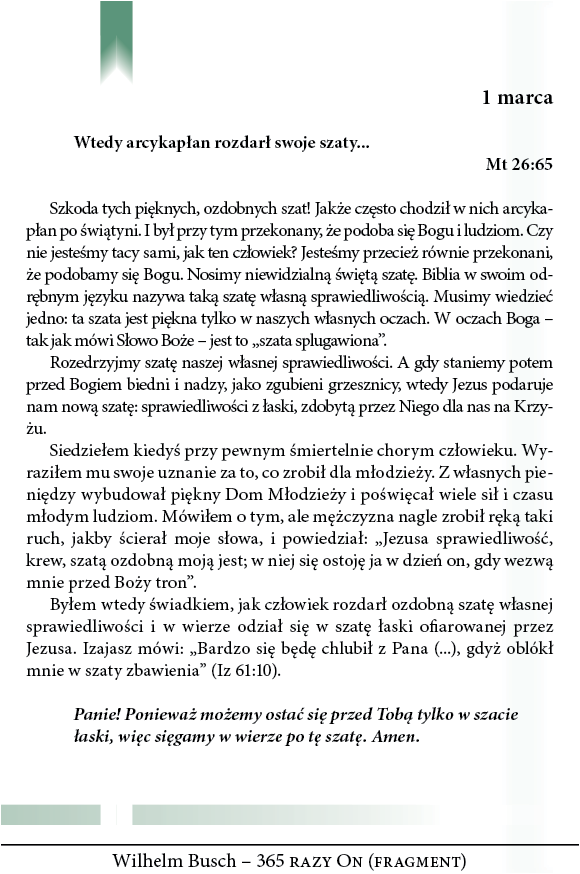 1 marca
Wtedy arcykapłan rozdarł swoje szaty...
Mt 26:65
Szkoda tych pięknych, ozdobnych szat! Jakże często chodził w nich arcyka-
płan po świątyni. I był przy tym przekonany, że podoba się Bogu i ludziom. Czy
nie jesteśmy tacy sami, jak ten człowiek? Jesteśmy przecież równie przekonani,
że podobamy się Bogu. Nosimy niewidzialną świętą szatę. Biblia w swoim od-
rębnym języku nazywa taką szatę własną sprawiedliwością. Musimy wiedzieć
jedno: ta szata jest piękna tylko w naszych własnych oczach. W oczach Boga –
tak jak mówi Słowo Boże – jest to „szata splugawiona”.
Rozedrzyjmy szatę naszej własnej sprawiedliwości. A gdy staniemy potem
przed Bogiem biedni i nadzy, jako zgubieni grzesznicy, wtedy Jezus podaruje
nam nową szatę: sprawiedliwości z łaski, zdobytą przez Niego dla nas na Krzy-
żu.
Siedziełem kiedyś przy pewnym śmiertelnie chorym człowieku. Wy-
raziłem mu swoje uznanie za to, co zrobił dla młodzieży. Z własnych pie-
niędzy wybudował piękny Dom Młodzieży i poświęcał wiele sił i czasu
młodym ludziom. Mówiłem o tym, ale mężczyzna nagle zrobił ręką taki
ruch, jakby ścierał moje słowa, i powiedział: „Jezusa sprawiedliwość,
krew, szatą ozdobną moją jest; w niej się ostoję ja w dzień on, gdy wezwą
mnie przed Boży tron”.
Byłem wtedy świadkiem, jak człowiek rozdarł ozdobną szatę własnej
sprawiedliwości i w wierze odział się w szatę łaski ofiarowanej przez
Jezusa. Izajasz mówi: „Bardzo się będę chlubił z Pana (...), gdyż oblókł
mnie w szaty zbawienia” (Iz 61:10).
Panie! Ponieważ możemy ostać się przed Tobą tylko w szacie
łaski, więc sięgamy w wierze po tę szatę. Amen.
Wilhelm Busch – 365 RAZY ON (FRAGMENT)